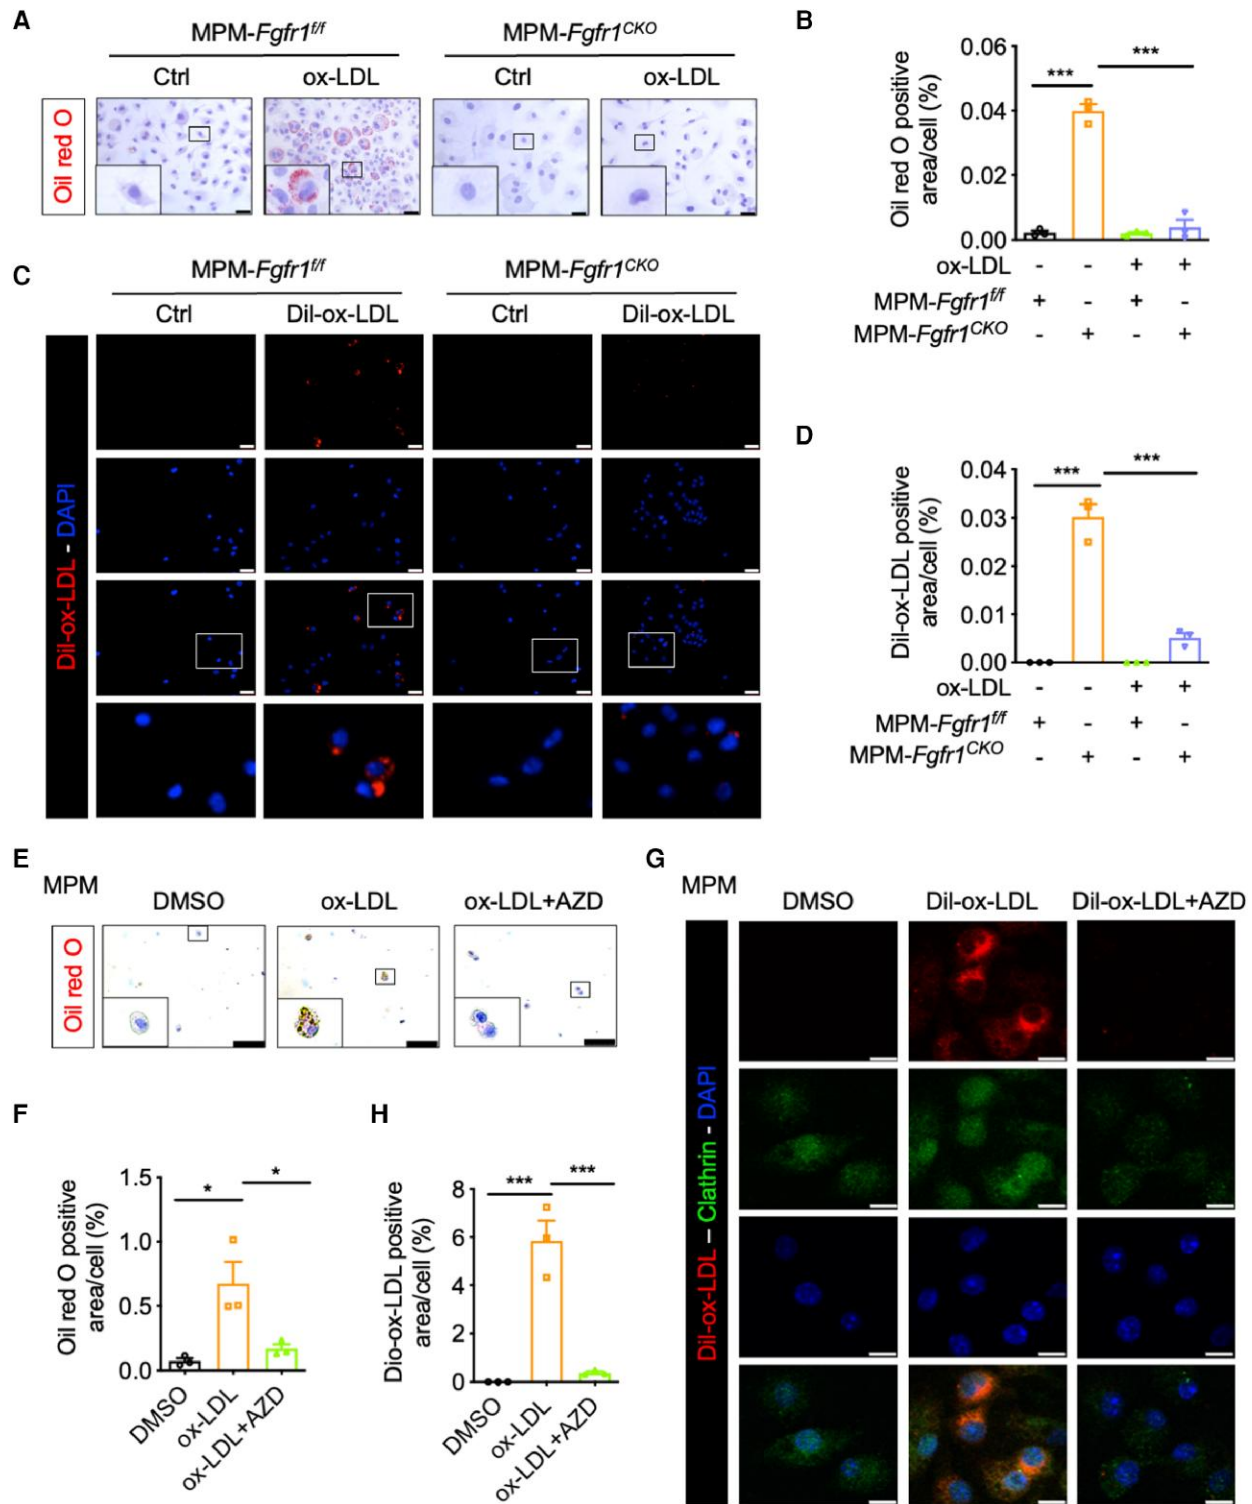 A
MPM-Fgfr1f/f
MPM-Fgfr1CKO
Ctrl
ox-LDL
Ctrl
ox-LDL
Oil red O
B
Oil red O positive
area/cell (%)
0.06
0.04
0.02
0.00
***
***
ox-LDL - - + +
MPM-Fgfr1f/f + - + -
MPM-Fgfr1CKO - + - +
C
MPM-Fgfr1f/f
MPM-Fgfr1CKO
Ctrl
Dil-ox-LDL
Ctrl
Dil-ox-LDL
Dil-ox-LDL - DAPI
D
Dil-ox-LDL positive
area/cell (%)
0.04
0.03
0.02
0.01
0.00
***
***
ox-LDL - - + +
MPM-Fgfr1f/f + - + -
MPM-Fgfr1CKO - + - +
E
MPM
DMSO
ox-LDL
ox-LDL+AZD
Oil red O
F
Oil red O positive
area/cell (%)
1.5
1.0
0.5
0.0
*
*
DMSO
ox-LDL
ox-LDL+AZD
H
Dio-ox-LDL positive
area/cell (%)
8
6
4
2
0
***
***
DMSO
ox-LDL
ox-LDL+AZD
G
MPM
DMSO
Dil-ox-LDL
Dil-ox-LDL+AZD
Dil-ox-LDL – Clathrin - DAPI